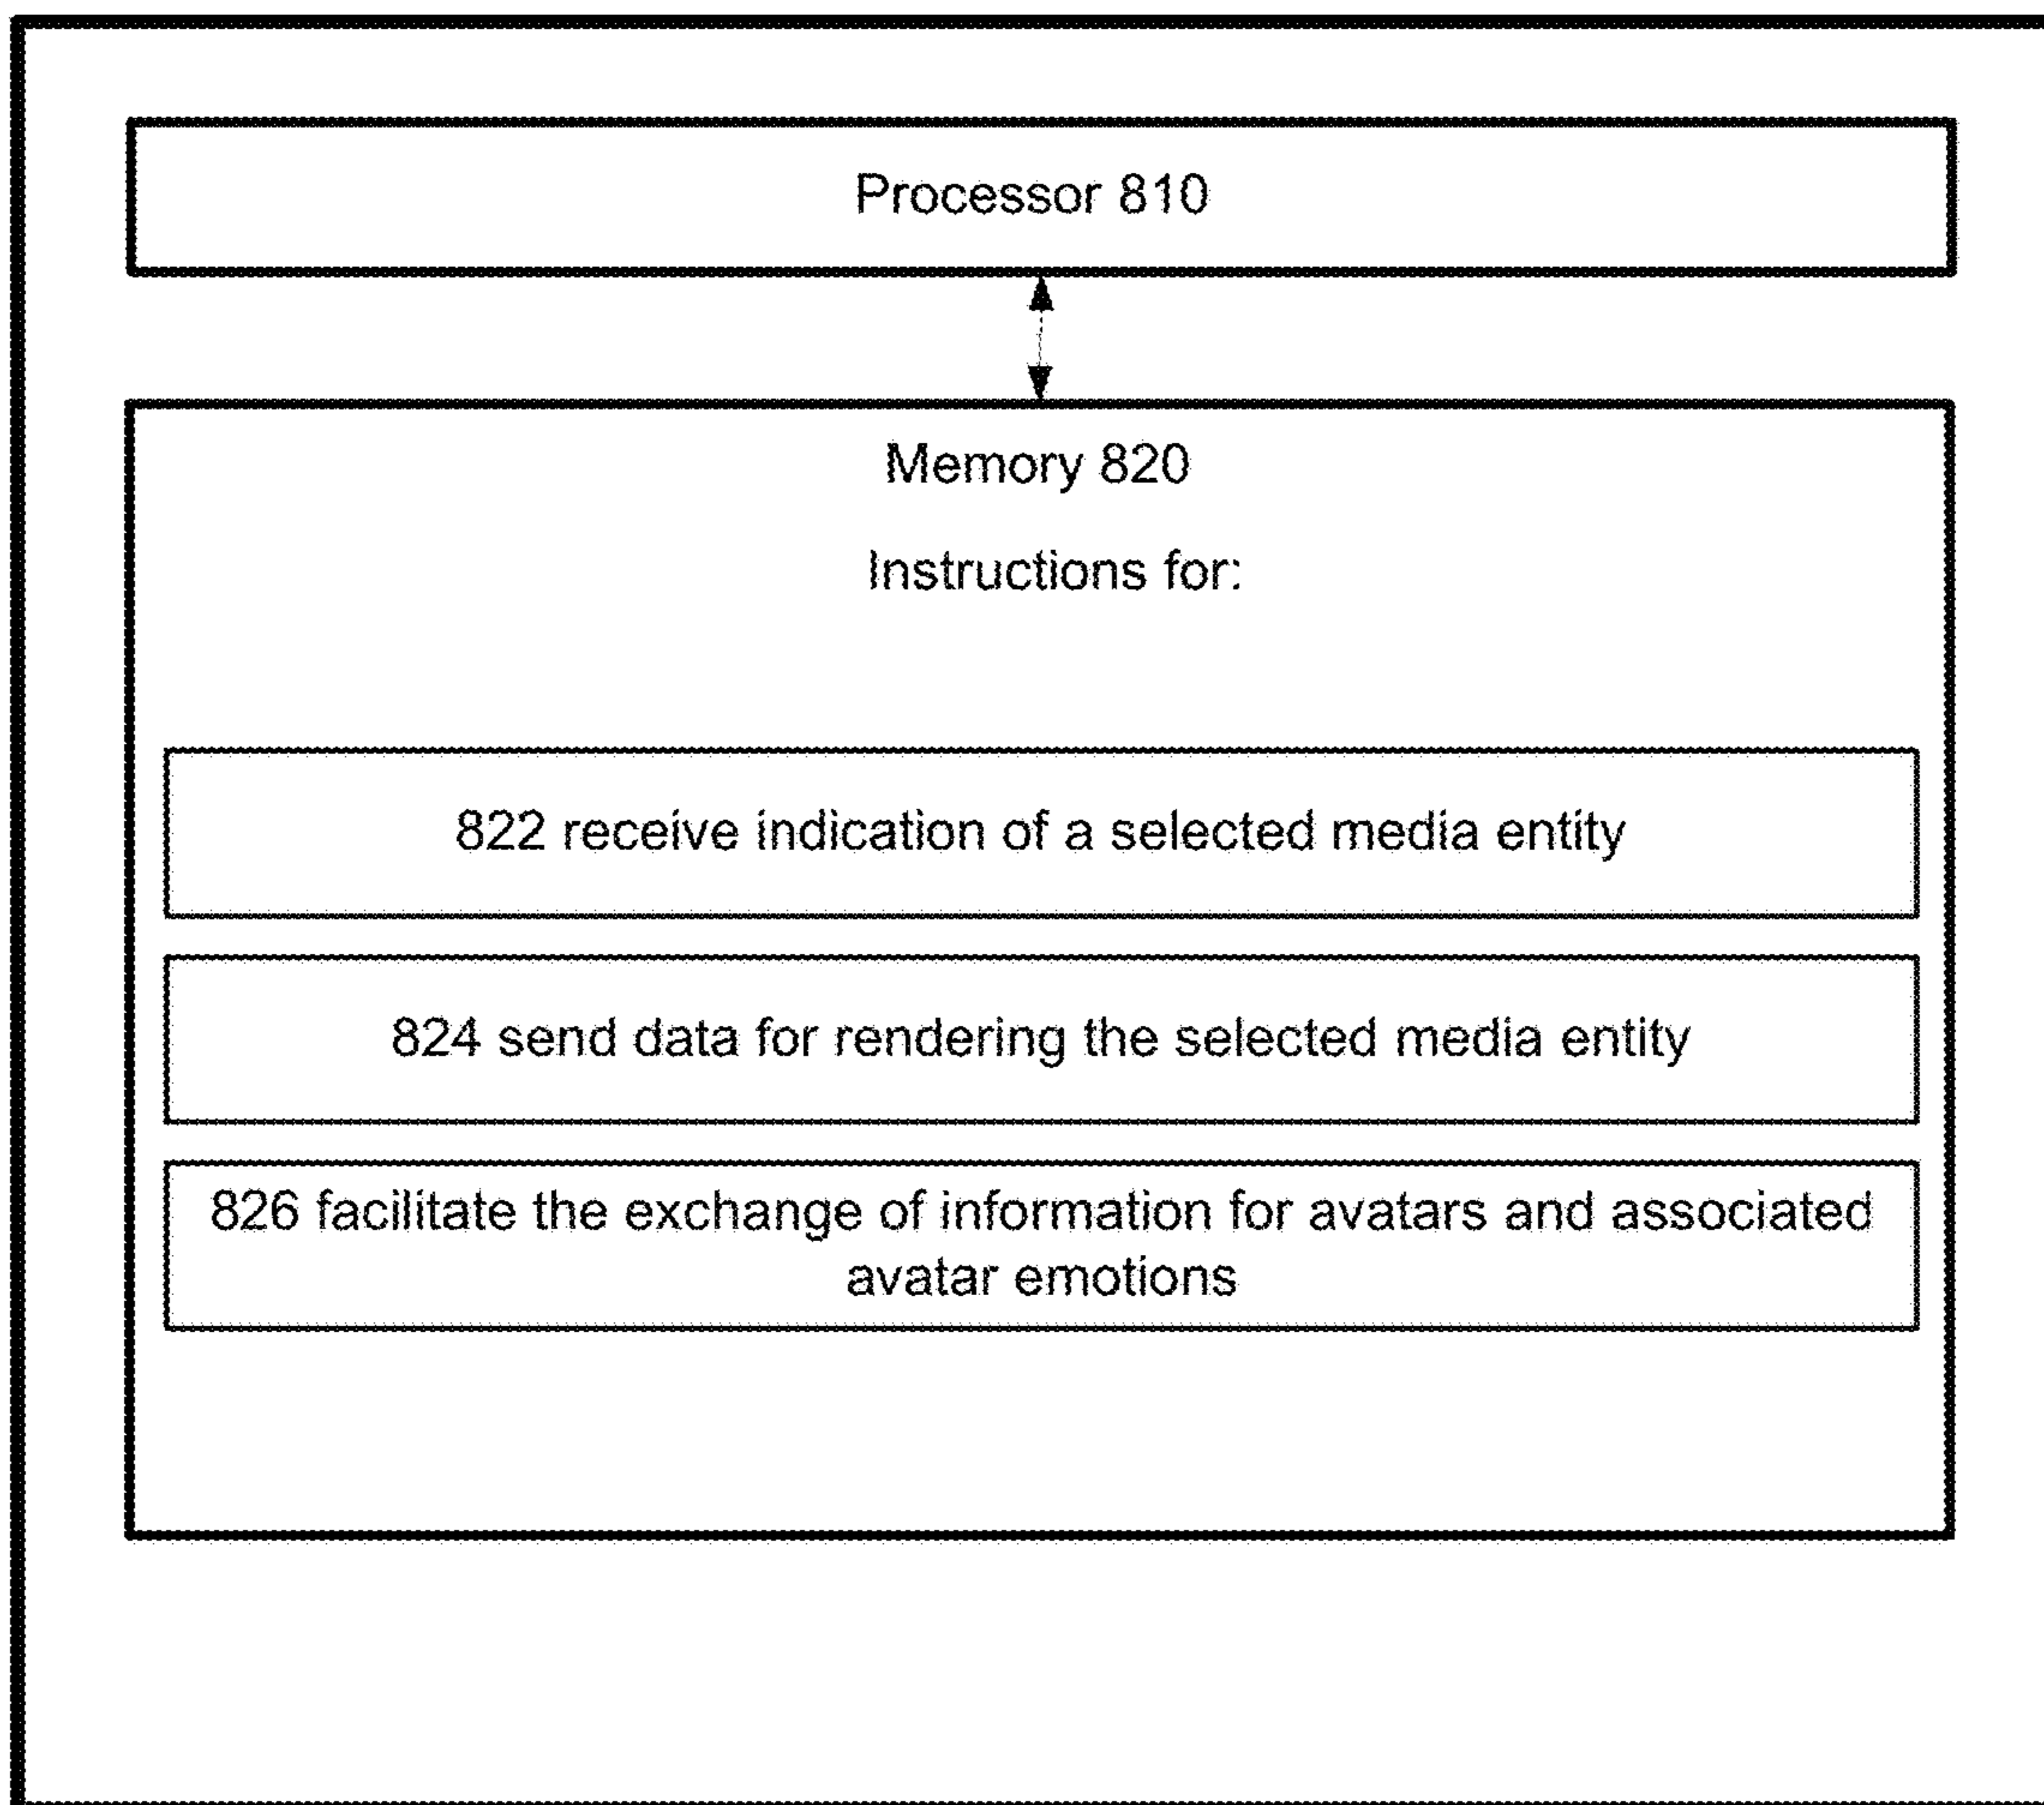 Processor 810
Memory 820
Instructions for:
822 receive indication of a selected media entity
824 send data for rendering the selected media entity
826 facilitate the exchange of information for avatars and associated
avatar emotions